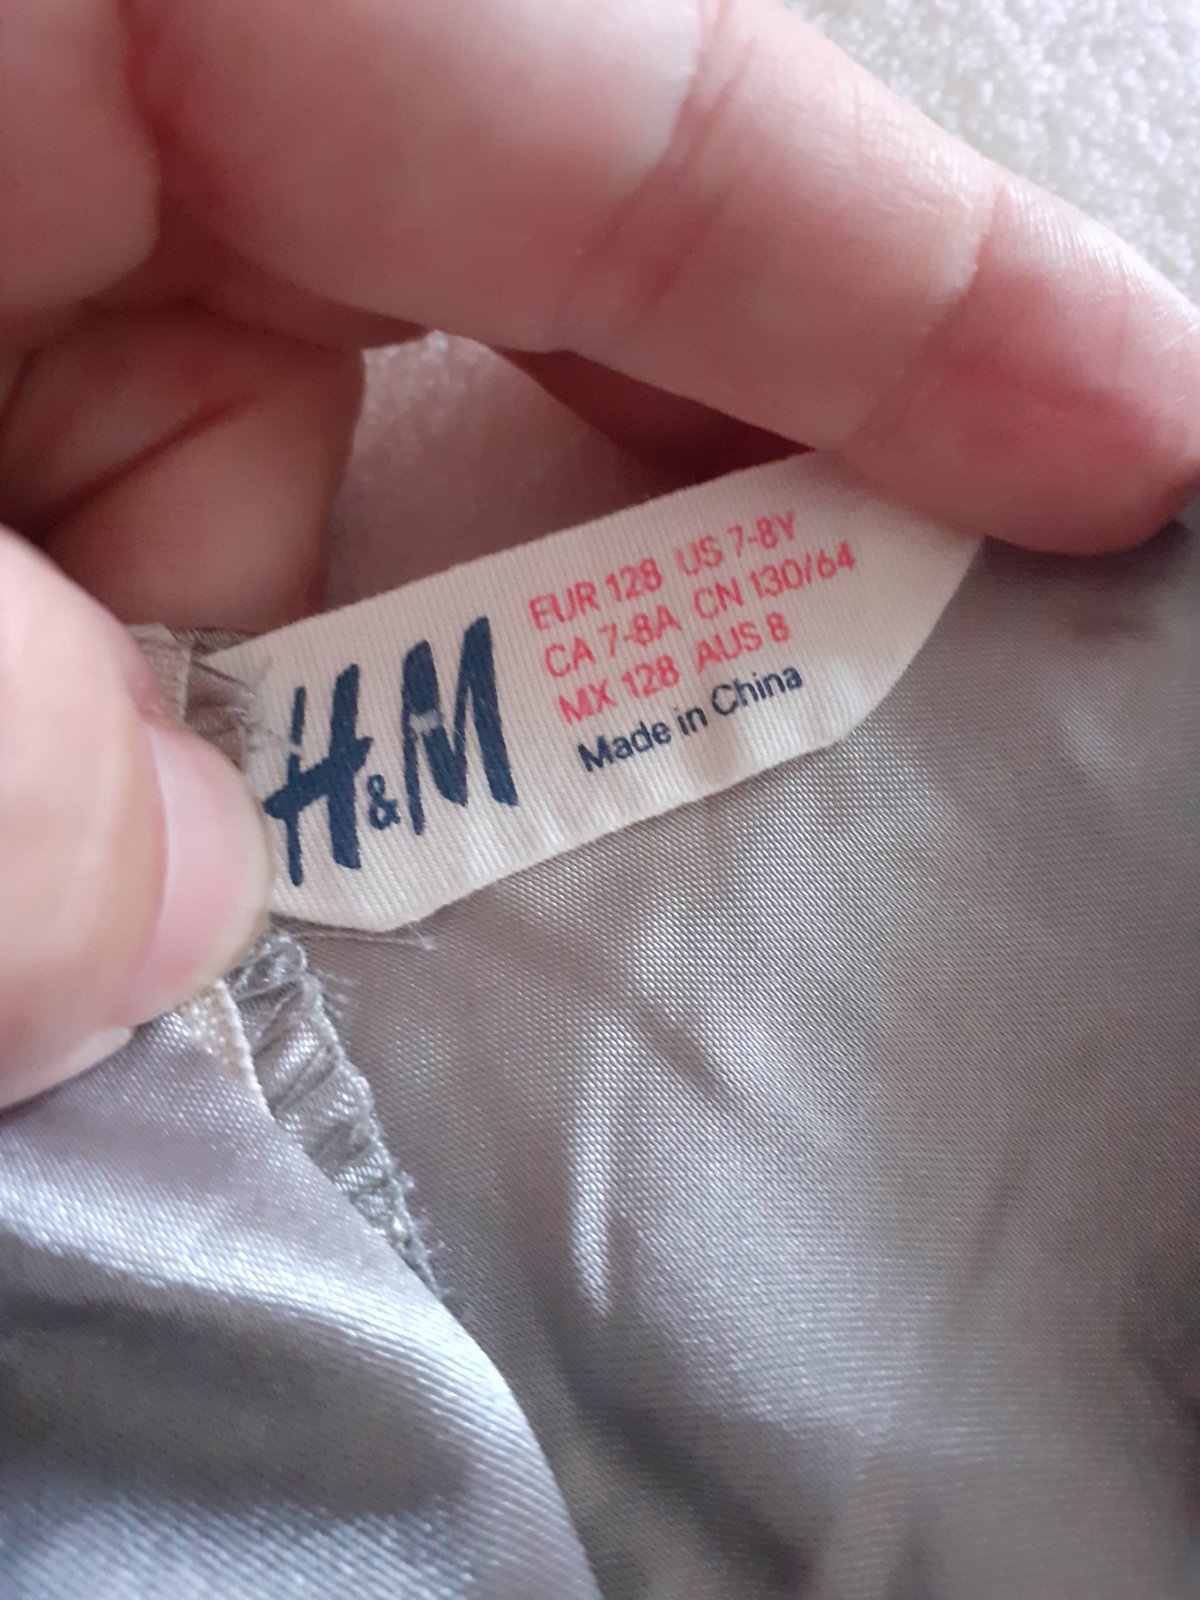 H&M
EUR 128 US 7-8Y
CA 7-8A CN 130/64
MX 128 AUS 8
Made in China